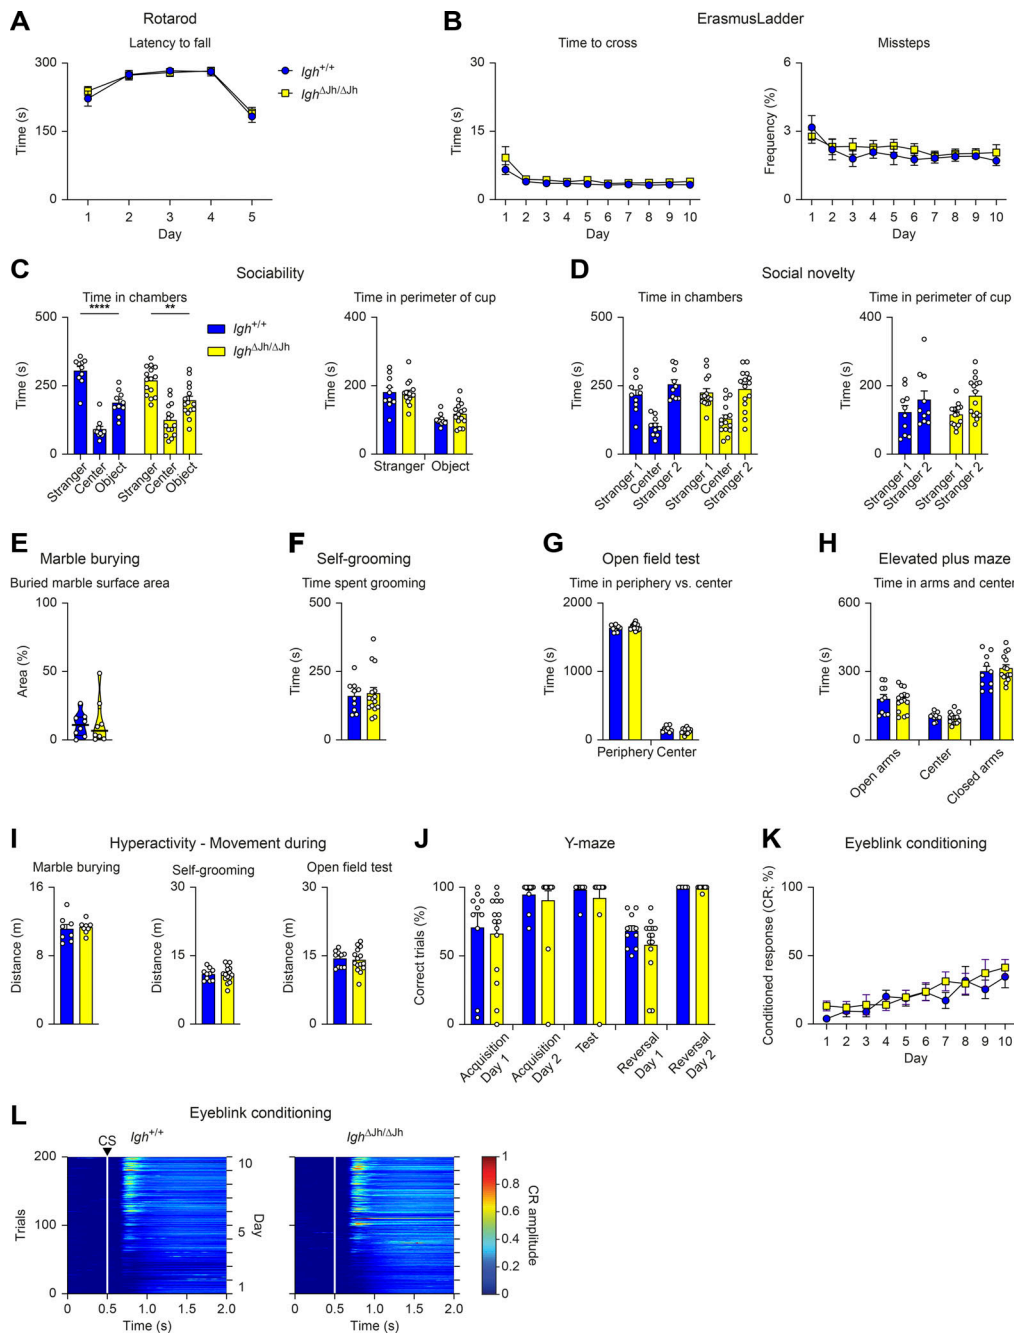 A
Rotarod
Latency to fall
300
150
0
Time (s)
1 2 3 4 5
Day
Igh+/+
IghΔJh/ΔJh
B
ErasmusLadder
Time to cross
15
30
0
Time (s)
1 2 3 4 5 6 7 8 9 10
Day
Missteps
6
3
0
Frequency (%)
1 2 3 4 5 6 7 8 9 10
Day
C
Sociability
Time in chambers
**** **
500
250
0
Time (s)
Stranger Center Object Stranger Center Object
Igh+/+
IghΔJh/ΔJh
Time in perimeter of cup
400
200
0
Time (s)
Stranger Object
D
Social novelty
Time in chambers
500
250
0
Time (s)
Stranger 1 Center Stranger 2 Stranger 1 Center Stranger 2
Time in perimeter of cup
400
200
0
Time (s)
Stranger 1 Stranger 2 Stranger 1 Stranger 2
E
Marble burying
Buried marble surface area
100
50
0
Area (%)
F
Self-grooming
Time spent grooming
500
250
0
Time (s)
G
Open field test
Time in periphery vs. center
2000
1000
0
Time (s)
Periphery Center
H
Elevated plus maze
Time in arms and center
600
300
0
Time (s)
Open arms Center Closed arms
I
Hyperactivity - Movement during
Marble burying
16
8
0
Distance (m)
Self-grooming
30
15
0
Distance (m)
Open field test
30
15
0
Distance (m)
J
Y-maze
100
50
0
Correct trials (%)
Acquisition Day 1
Acquisition Day 2
Test
Reversal Day 1
Reversal Day 2
K
Eyeblink conditioning
100
50
0
Conditioned response (CR; %)
1 2 3 4 5 6 7 8 9 10
Day
L
Eyeblink conditioning
CS
Igh+/+
IghΔJh/ΔJh
200
100
0
Trials
10
5
1
Day
0 0.5 1.0 1.5 2.0
Time (s)
0 0.5 1.0 1.5 2.0
Time (s)
1
0.8
0.6
0.4
0.2
0
CR amplitude